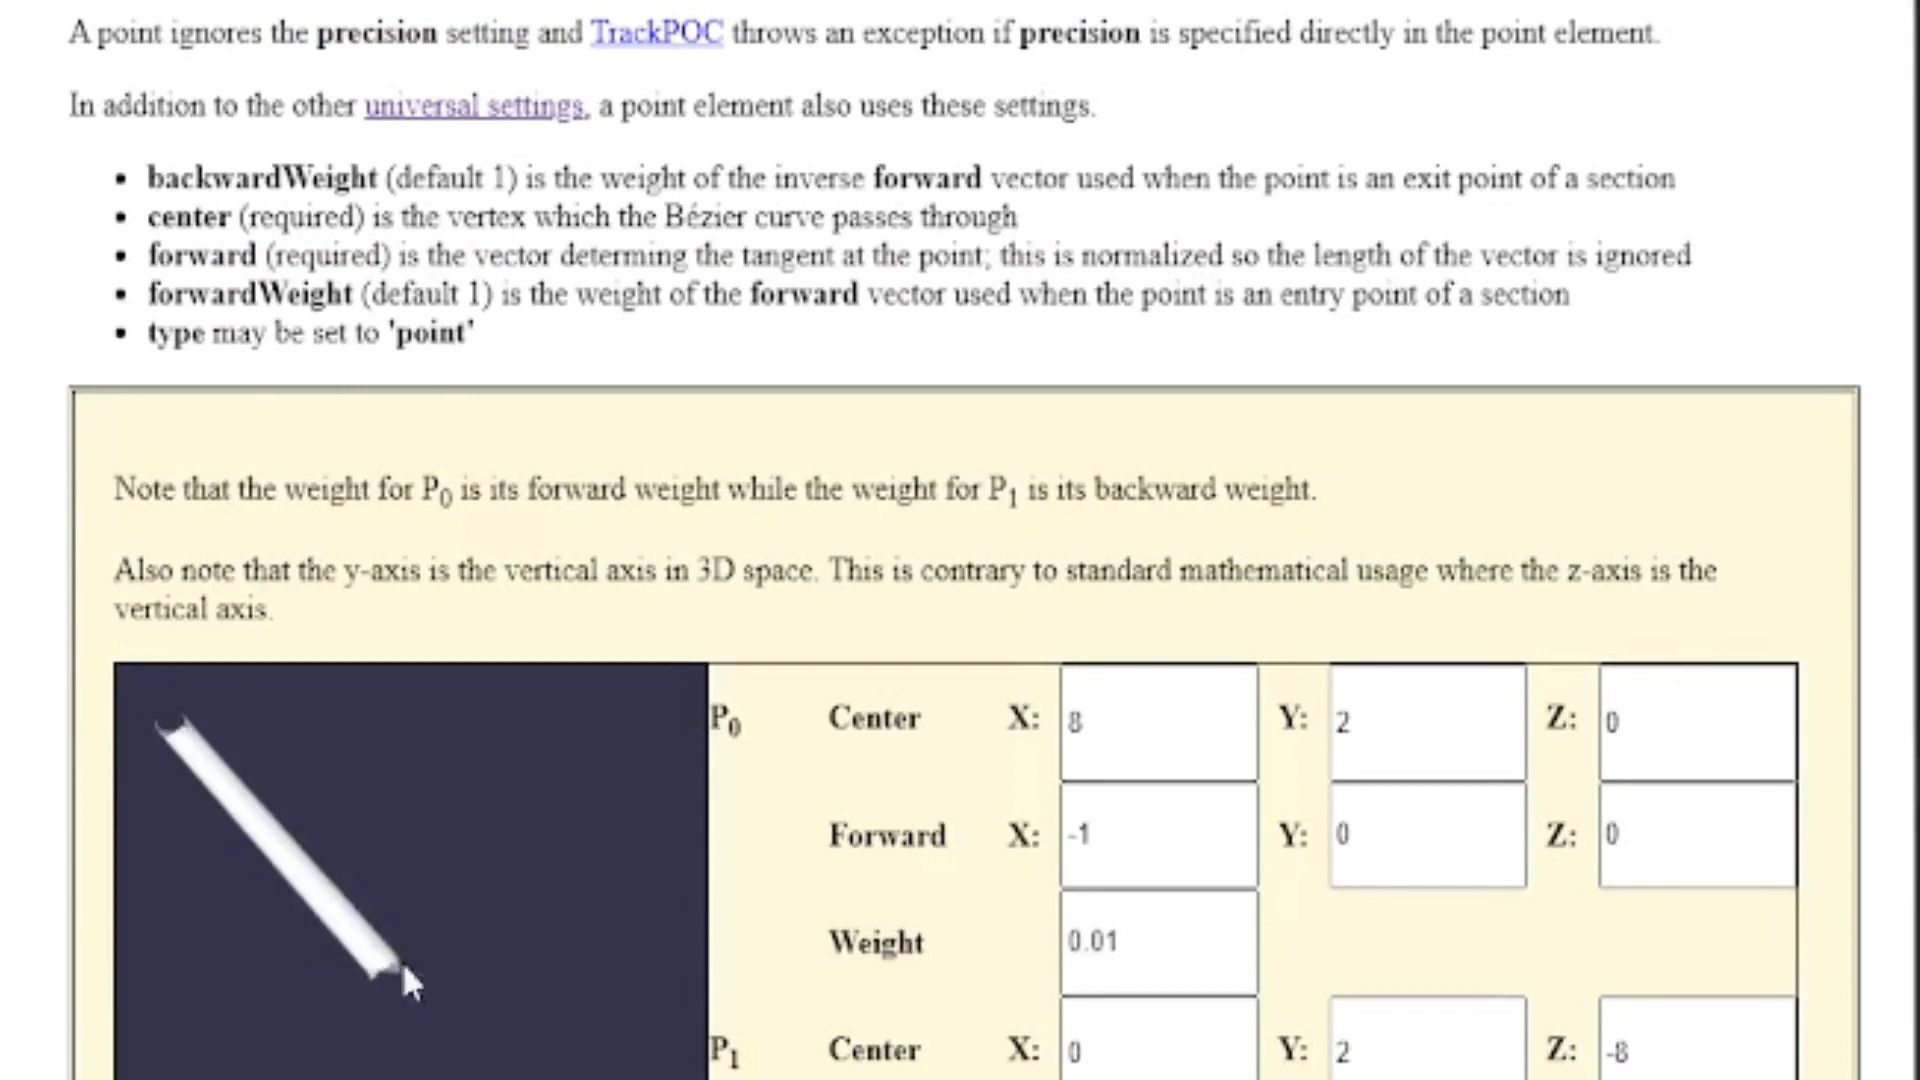 A point ignores the precision setting and TrackPOC throws an exception if precision is specified directly in the point element.
In addition to the other universal settings, a point element also uses these settings.
• backwardWeight (default 1) is the weight of the inverse forward vector used when the point is an exit point of a section
• center (required) is the vertex which the Bézier curve passes through
• forward (required) is the vector determing the tangent at the point; this is normalized so the length of the vector is ignored
• forwardWeight (default 1) is the weight of the forward vector used when the point is an entry point of a section
• type may be set to 'point'
Note that the weight for P0 is its forward weight while the weight for P1 is its backward weight.
Also note that the y-axis is the vertical axis in 3D space. This is contrary to standard mathematical usage where the z-axis is the
vertical axis.
P0 Center X: 8 Y: 2 Z: 0
Forward X: -1 Y: 0 Z: 0
Weight 0.01
P1 Center X: 0 Y: 2 Z: -8